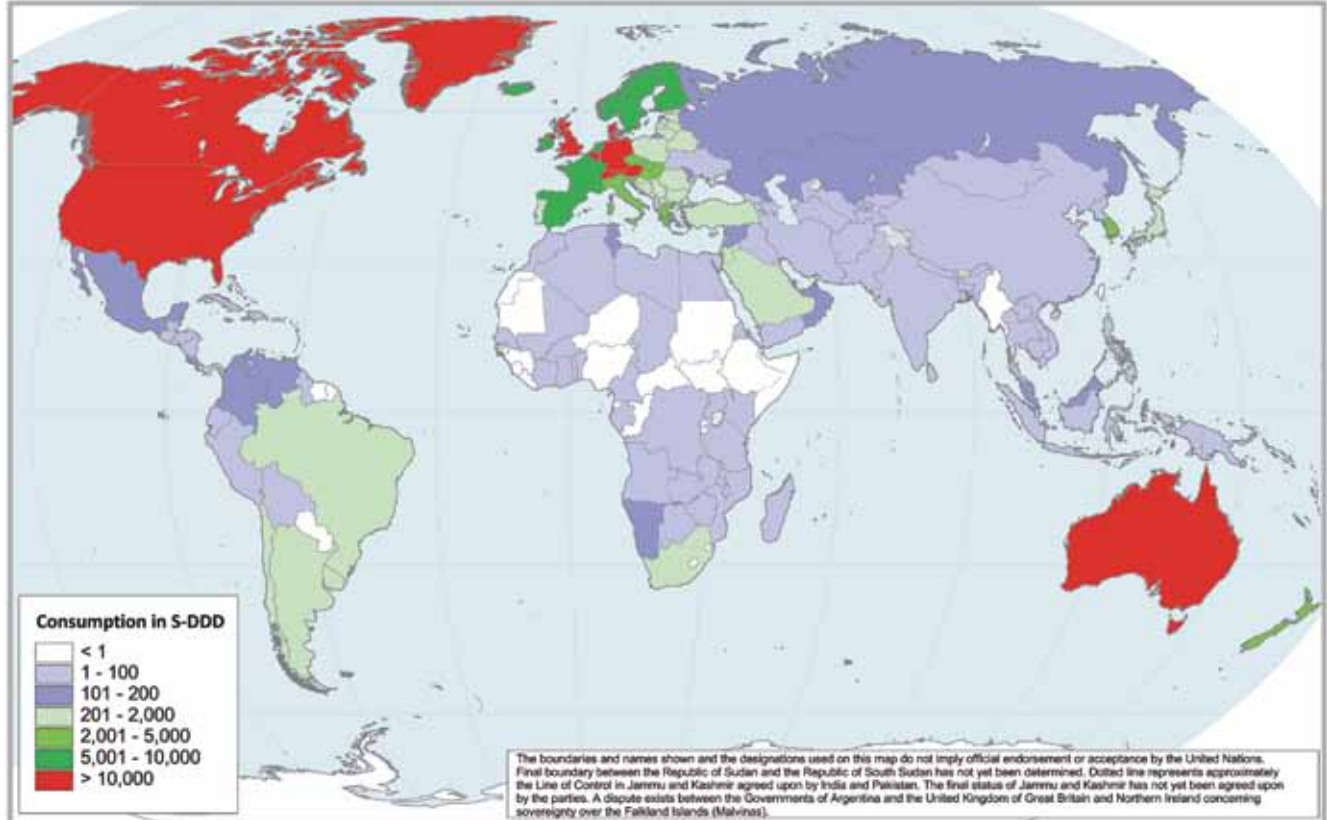 Consumption in S-DDD
< 1
1 - 100
101 - 200
201 - 2,000
2,001 - 5,000
5,001 - 10,000
> 10,000
The boundaries and names shown and the designations used on this map do not imply official endorsement or acceptance by the United Nations.
Final boundary between the Republic of Sudan and the Republic of South Sudan has not yet been determined. Dotted line represents approximately
the Line of Control in Jammu and Kashmir agreed upon by India and Pakistan. The final status of Jammu and Kashmir has not yet been agreed upon
by the parties. A dispute exists between the Governments of Argentina and the United Kingdom of Great Britain and Northern Ireland concerning
sovereignty over the Falkland Islands (Malvinas).